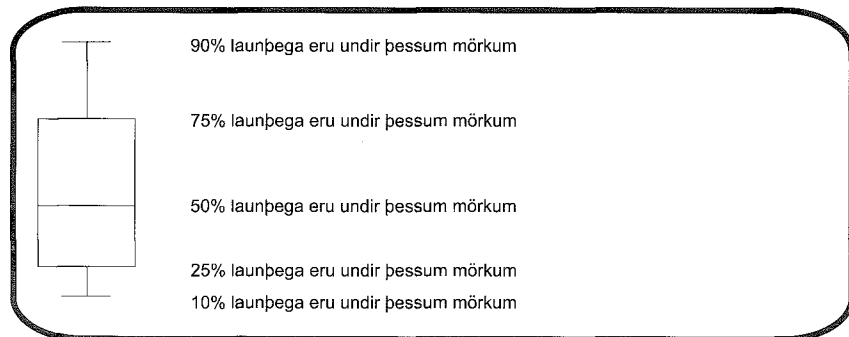 90% launþega eru undir þessum mörkum
75% launþega eru undir þessum mörkum
50% launþega eru undir þessum mörkum
25% launþega eru undir þessum mörkum
10% launþega eru undir þessum mörkum